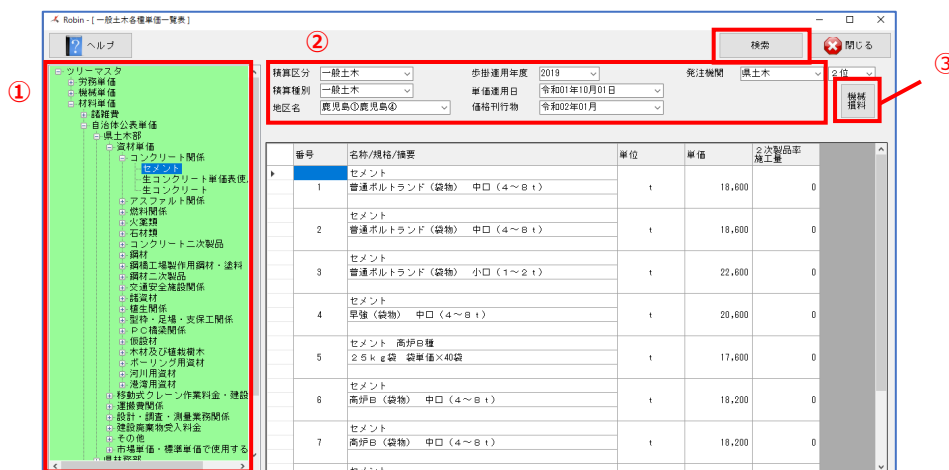 Robin - [一般土木各種単価一覧表]
ヘルプ
②
検索
閉じる
③
①
ツリーマスタ
労務単価
機械単価
材料単価
諸雑費
自治体公表単価
県土木部
資材単価
コンクリート関係
セメント
生コンクリート単価表使.
生コンクリート
アスファルト関係
燃料関係
火薬類
石材類
コンクリート二次製品
鋼材
鋼橋工場製作用鋼材・塗料
鋼材二次製品
交通安全施設関係
諸資材
植生関係
型枠・足場・支保工関係
PC橋梁関係
仮設材
木材及び植栽樹木
ボーリング用資材
河川用資材
港湾用資材
移動式クレーン作業料金・建設
運搬費関係
設計・調査・測量業務関係
建設廃棄物受入料金
その他
市場単価・標準単価で使用する
県林務部
積算区分 一般土木 歩掛適用年度 2019 発注機関 県土木 2位
積算種別 一般土木 単価適用日 令和01年10月01日
地区名 鹿児島①鹿児島④ 価格刊行物 令和02年01月
機械
損料
番号 名称/規格/摘要 単位 単価 2次製品率
施工量
セメント
1 普通ポルトランド(袋物) 中口(4～8t) t 18,600 0
セメント
2 普通ポルトランド(袋物) 中口(4～8t) t 18,600 0
セメント
3 普通ポルトランド(袋物) 小口(1～2t) t 22,600 0
セメント
4 早強(袋物) 中口(4～8t) t 20,600 0
セメント 高炉B種
5 25kg袋 袋単価×40袋 t 17,600 0
セメント
6 高炉B(袋物) 中口(4～8t) t 18,200 0
セメント
7 高炉B(袋物) 中口(4～8t) t 18,200 0